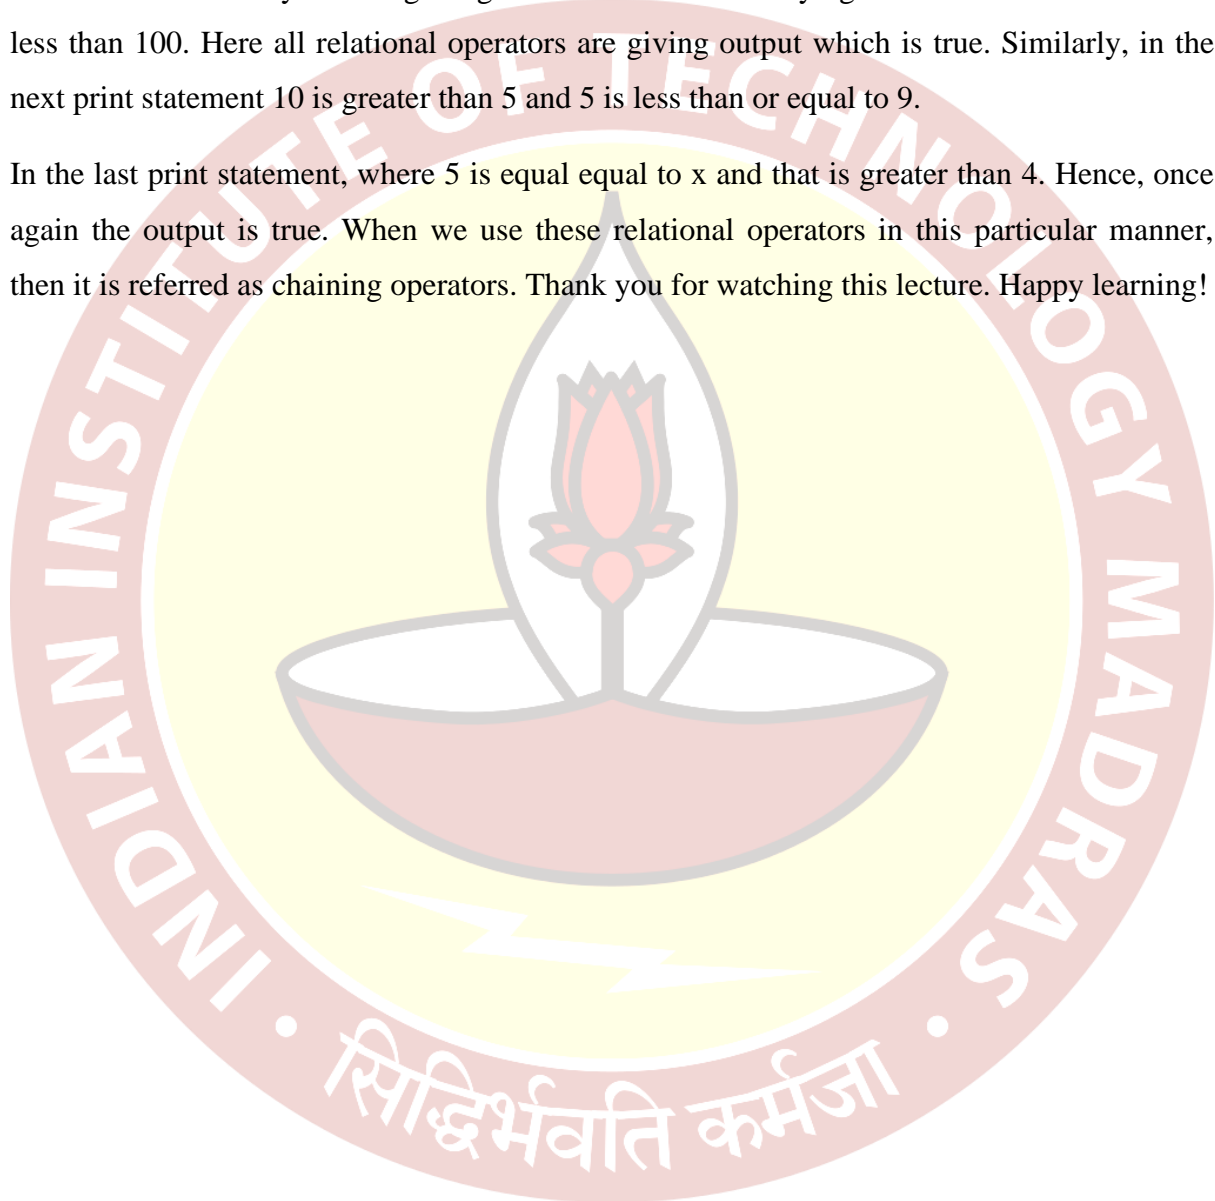 less than 100. Here all relational operators are giving output which is true. Similarly, in the
next print statement 10 is greater than 5 and 5 is less than or equal to 9.
In the last print statement, where 5 is equal equal to x and that is greater than 4. Hence, once
again the output is true. When we use these relational operators in this particular manner,
then it is referred as chaining operators. Thank you for watching this lecture. Happy learning!
INDIAN INSTITUTE OF TECHNOLOGY MADRAS
सिद्धिर्भवति कर्मजा